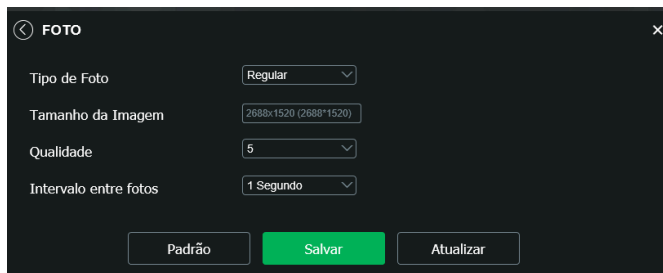 FOTO
Tipo de Foto Regular
Tamanho da Imagem 2688x1520 (2688*1520)
Qualidade 5
Intervalo entre fotos 1 Segundo
Padrão Salvar Atualizar